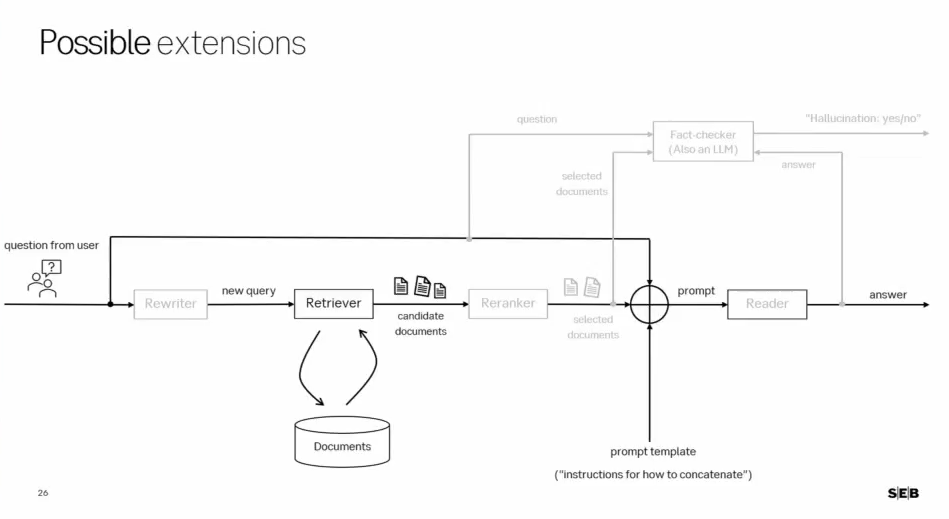 Possible extensions
question
Fact-checker
(Also an LLM)
"Hallucination: yes/no"
selected
documents
answer
question from user
?
Rewriter
new query
Retriever
candidate
documents
Reranker
selected
documents
prompt
Reader
answer
Documents
prompt template
("instructions for how to concatenate")
26
S|E|B